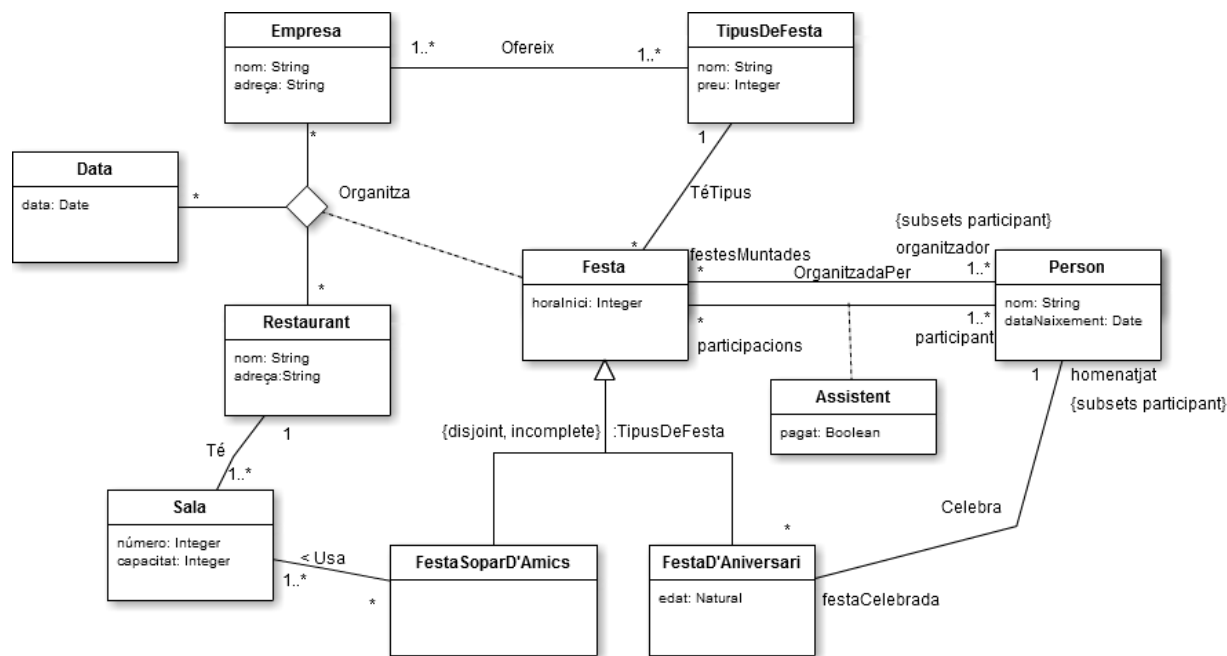 Empresa
nom: String
adreça: String
1..*
Ofereix
1..*
TipusDeFesta
nom: String
preu: Integer
*
1
Data
data: Date
*
Organitza
TéTipus
*
{subsets participant}
organitzador
*
festesMuntades
*
OrganitzadaPer
1..*
Festa
horaInici: Integer
Person
nom: String
dataNaixement: Date
*
participacions
1..*
participant
Restaurant
nom: String
adreça:String
1
homenatjat
{subsets participant}
Assistent
pagat: Boolean
{disjoint, incomplete}
:TipusDeFesta
1
Té
1..*
Sala
número: Integer
capacitat: Integer
< Usa
1..*
*
FestaSoparD'Amics
*
Celebra
FestaD'Aniversari
edat: Natural
festaCelebrada